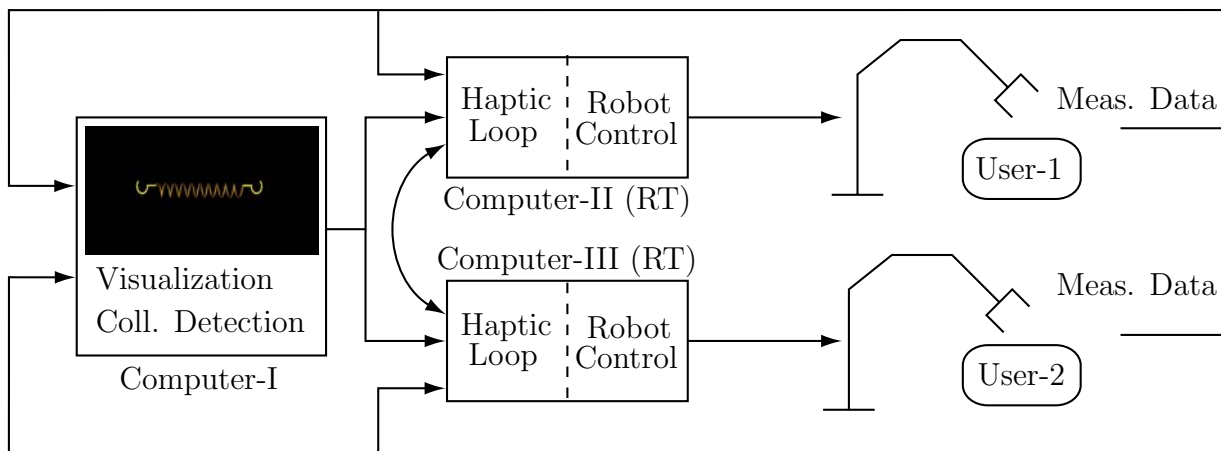 Haptic
Loop
Robot
Control
Meas. Data
User-1
Computer-II (RT)
Visualization
Coll. Detection
Computer-I
Computer-III (RT)
Haptic
Loop
Robot
Control
Meas. Data
User-2